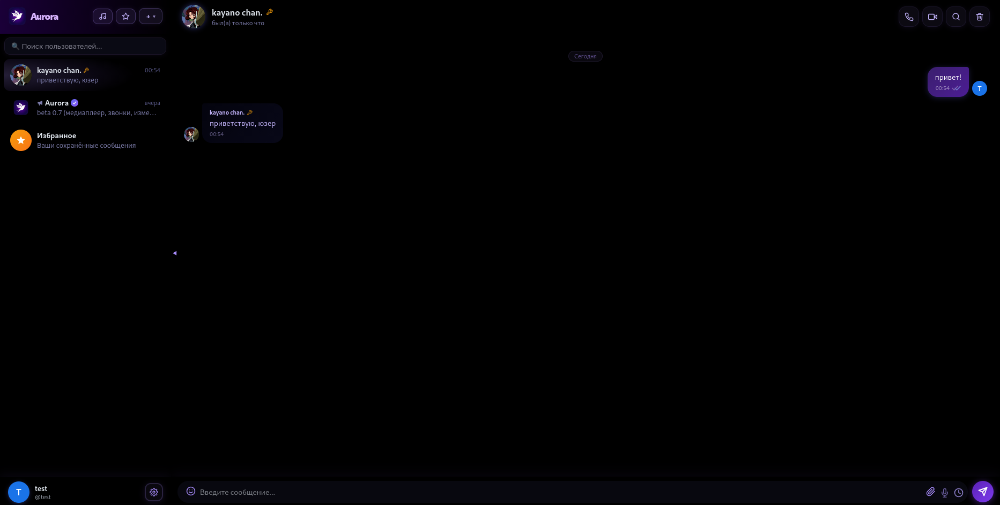 Aurora
+ ▾
🔍 Поиск пользователей...
kayano chan.
00:54
приветствую, юзер
Aurora
вчера
beta 0.7 (медиаплеер, звонки, изме...
Избранное
Ваши сохранённые сообщения
T
test
@test
kayano chan.
был(а) только что
Сегодня
привет!
00:54
T
kayano chan.
приветствую, юзер
00:54
Введите сообщение...